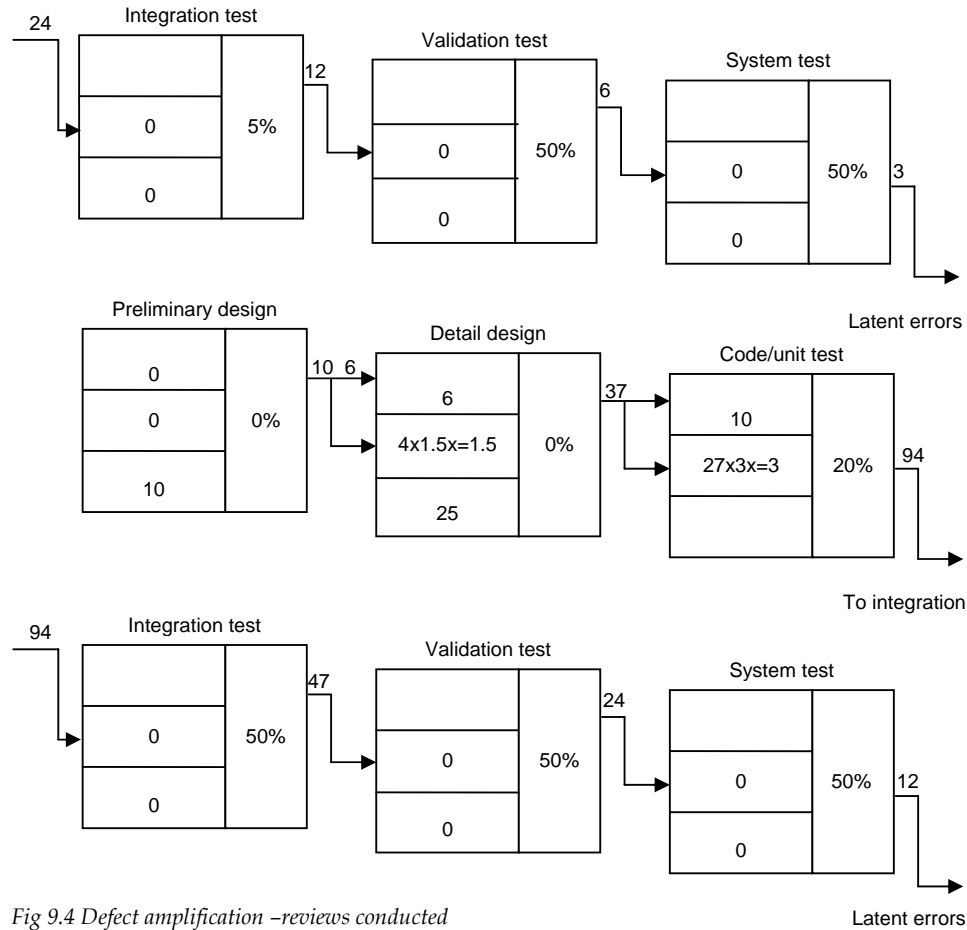 Integration test
24
0
0
5%
12
Validation test
0
0
50%
6
System test
0
0
50%
3
Latent errors
Preliminary design
0
0
10
0%
10 6
Detail design
6
4x1.5x=1.5
25
0%
37
Code/unit test
10
27x3x=3
20%
94
To integration
94
Integration test
0
0
50%
47
Validation test
0
0
50%
24
System test
0
0
50%
12
Latent errors
Fig 9.4 Defect amplification –reviews conducted